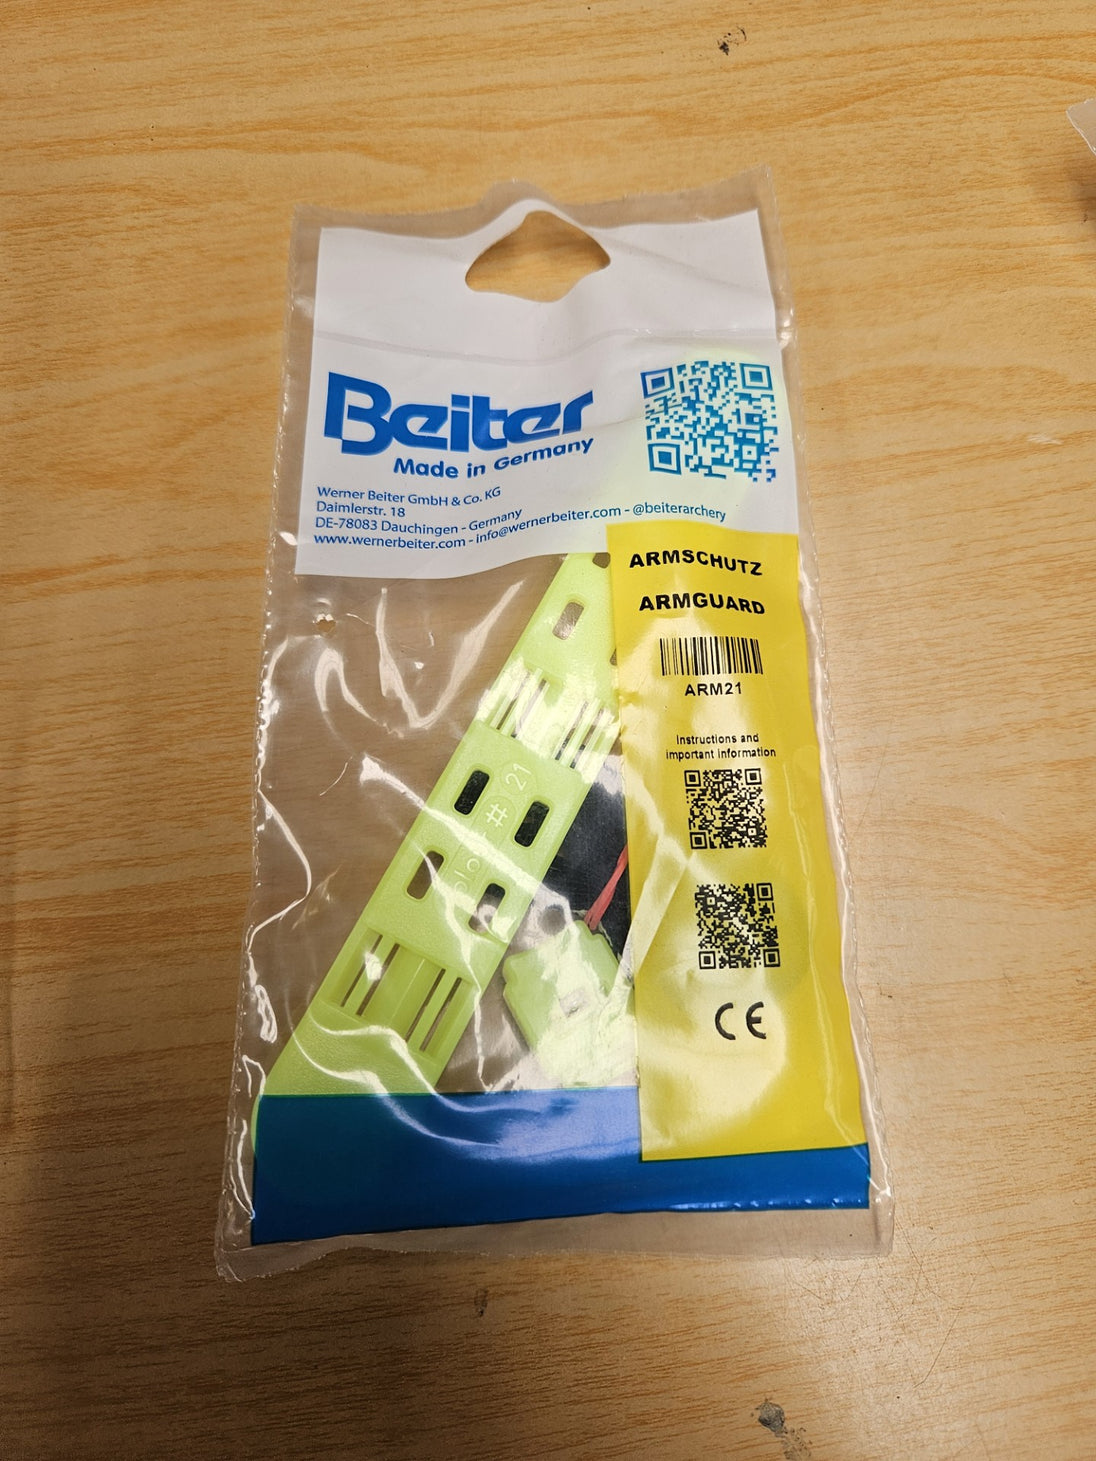 Beiter
Made in Germany
Werner Beiter GmbH & Co. KG
Daimlerstr. 18
DE-78083 Dauchingen - Germany
www.wernerbeiter.com - info@wernerbeiter.com - @beiterarchery
ARMSCHUTZ
ARMGUARD
ARM21
Instructions and
important information
CE
# 21